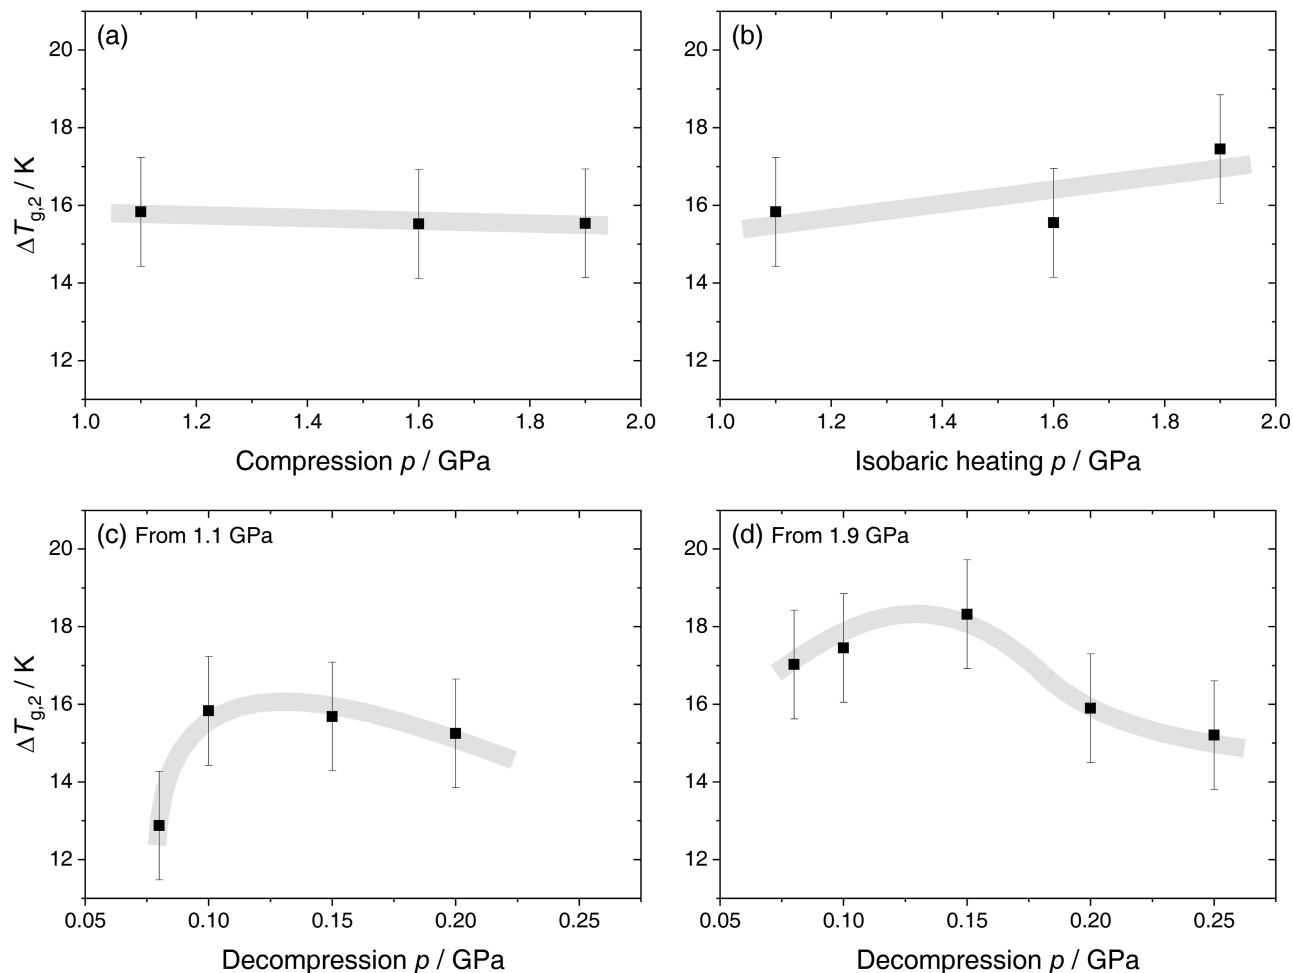 (a)
20
18
16
14
12
ΔTg,2 / K
1.0 1.2 1.4 1.6 1.8 2.0
Compression p / GPa
(b)
20
18
16
14
12
1.0 1.2 1.4 1.6 1.8 2.0
Isobaric heating p / GPa
(c) From 1.1 GPa
20
18
16
14
12
ΔTg,2 / K
0.05 0.10 0.15 0.20 0.25
Decompression p / GPa
(d) From 1.9 GPa
20
18
16
14
12
0.05 0.10 0.15 0.20 0.25
Decompression p / GPa